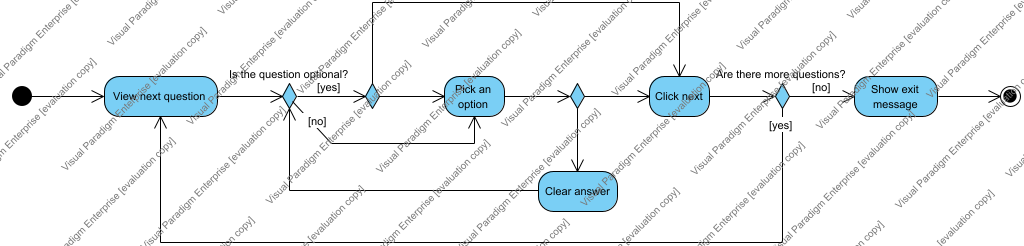 Is the question optional?
Are there more questions?
[yes]
[no]
View next question
Pick an
option
Click next
Show exit
message
[no]
[yes]
Clear answer
Visual Paradigm Enterprise [evaluation copy]